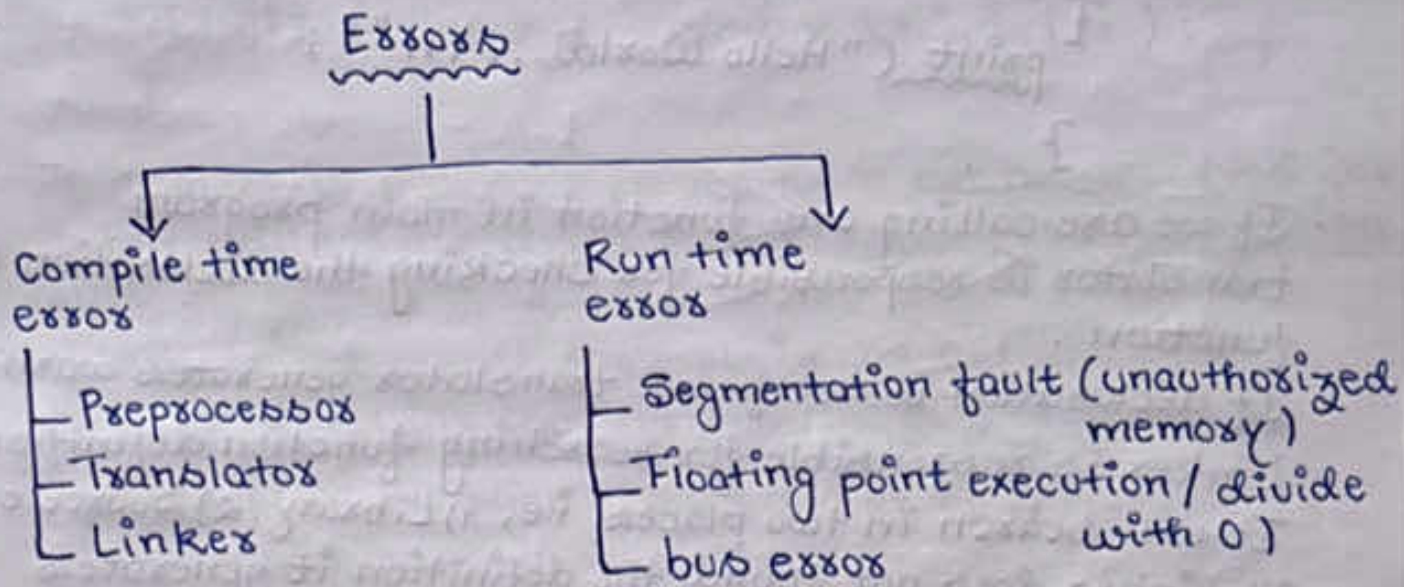 Errors
Compile time
error
Preprocessor
Translator
Linker
Run time
error
Segmentation fault (unauthorized
memory)
Floating point execution / divide
with 0)
bus error